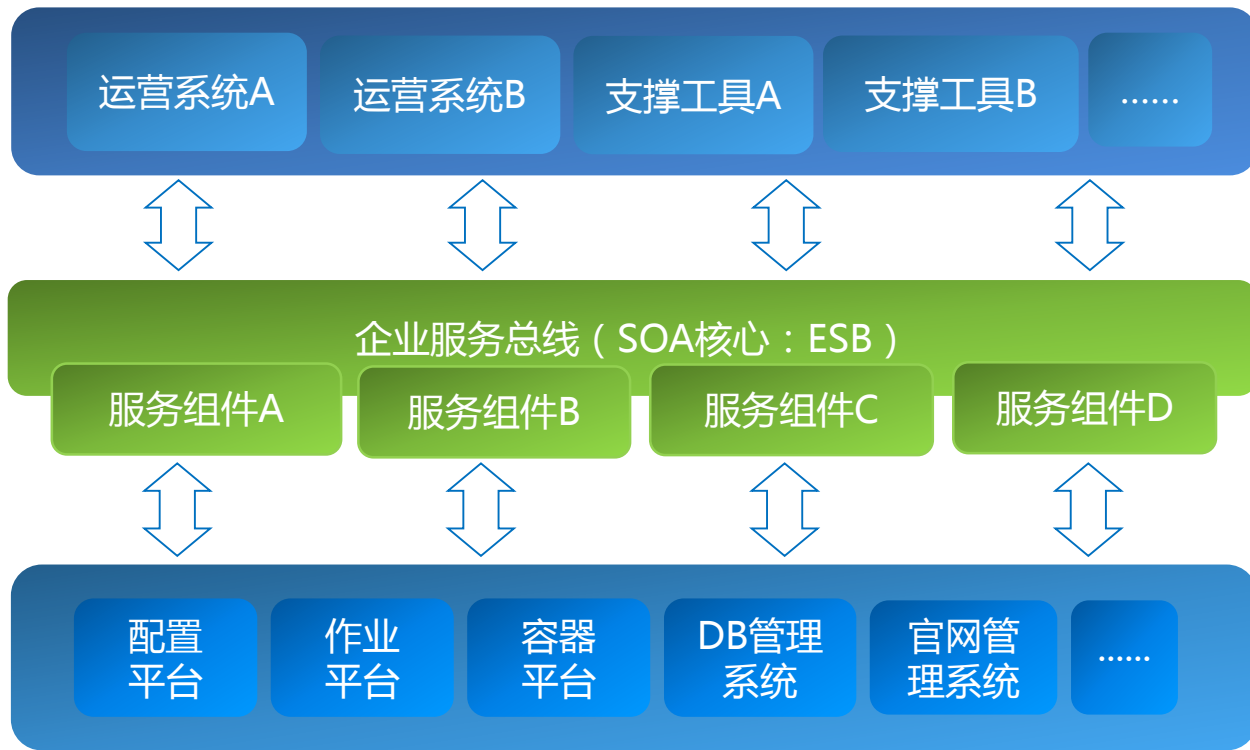 运营系统A
运营系统B
支撑工具A
支撑工具B
......
企业服务总线（SOA核心：ESB）
服务组件A
服务组件B
服务组件C
服务组件D
配置
平台
作业
平台
容器
平台
DB管理
系统
官网管
理系统
......